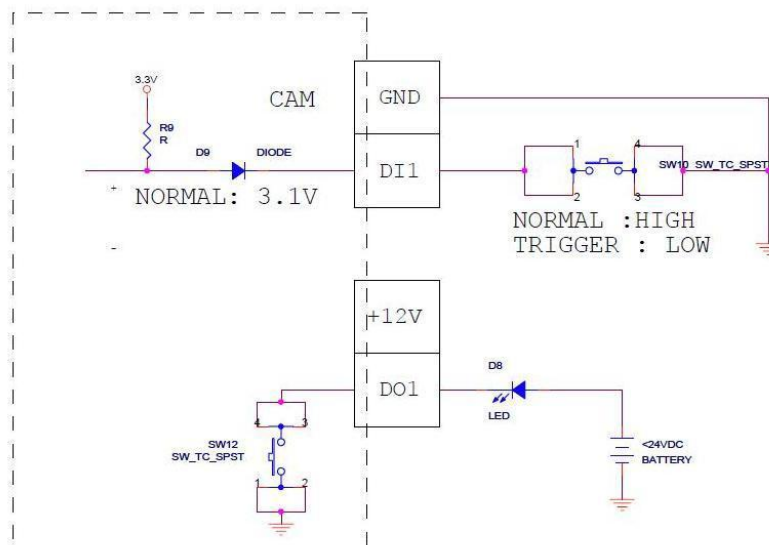 3.3V
R9
R
CAM
GND
D9
DIODE
DI1
1
4
SW10
SW_TC_SPST
2
3
+
NORMAL: 3.1V
-
NORMAL :HIGH
TRIGGER : LOW
+12V
D8
DO1
LED
4
3
SW12
SW_TC_SPST
1
2
<24VDC
BATTERY